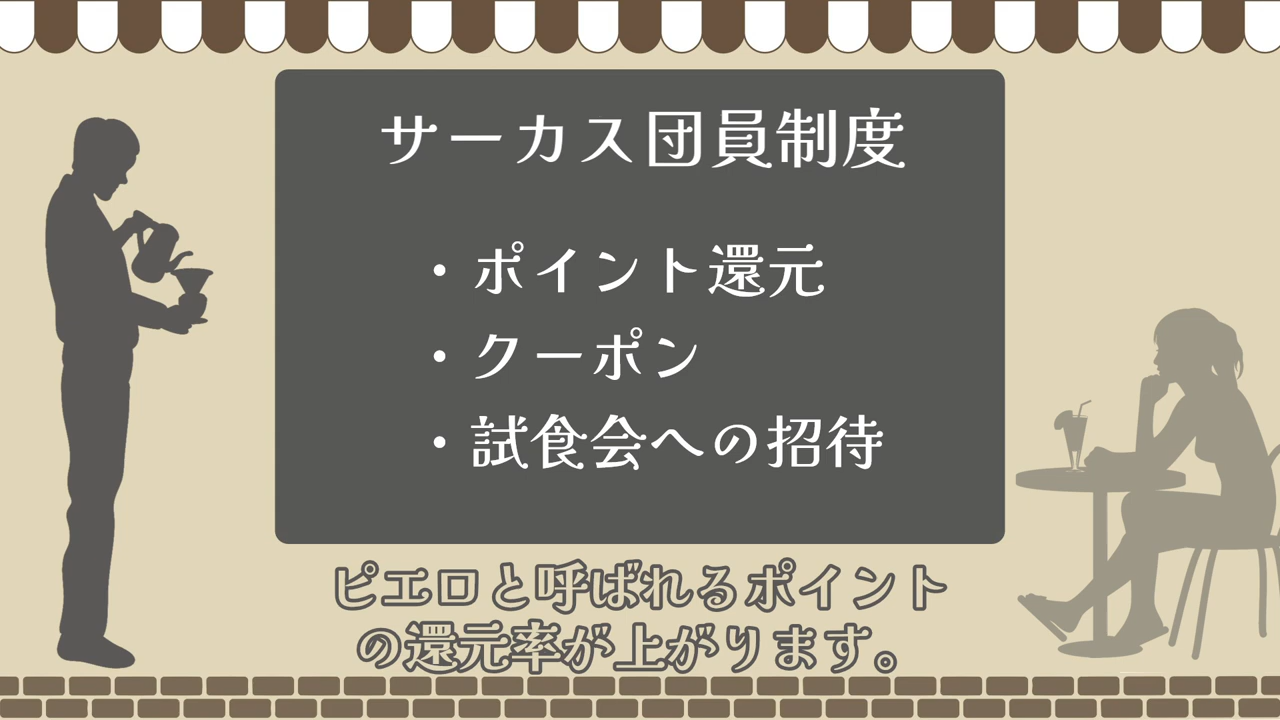 サーカス団員制度
・ポイント還元
・クーポン
・試食会への招待
ピエロと呼ばれるポイント
の還元率が上がります。